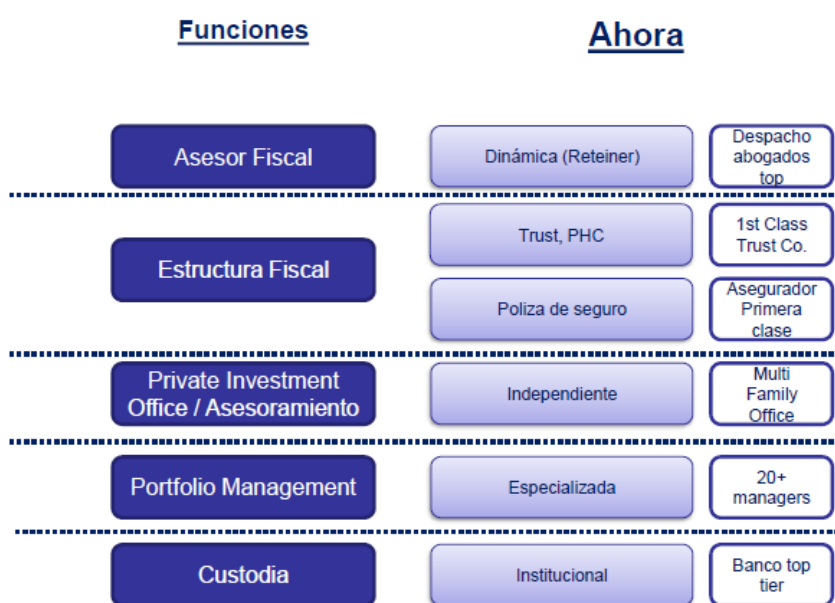 Funciones
Ahora
Asesor Fiscal
Dinámica (Reteiner)
Despacho
abogados
top
Estructura Fiscal
Trust, PHC
1st Class
Trust Co.
Poliza de seguro
Asegurador
Primera
clase
Private Investment
Office / Asesoramiento
Independiente
Multi
Family
Office
Portfolio Management
Especializada
20+
managers
Custodia
Institucional
Banco top
tier